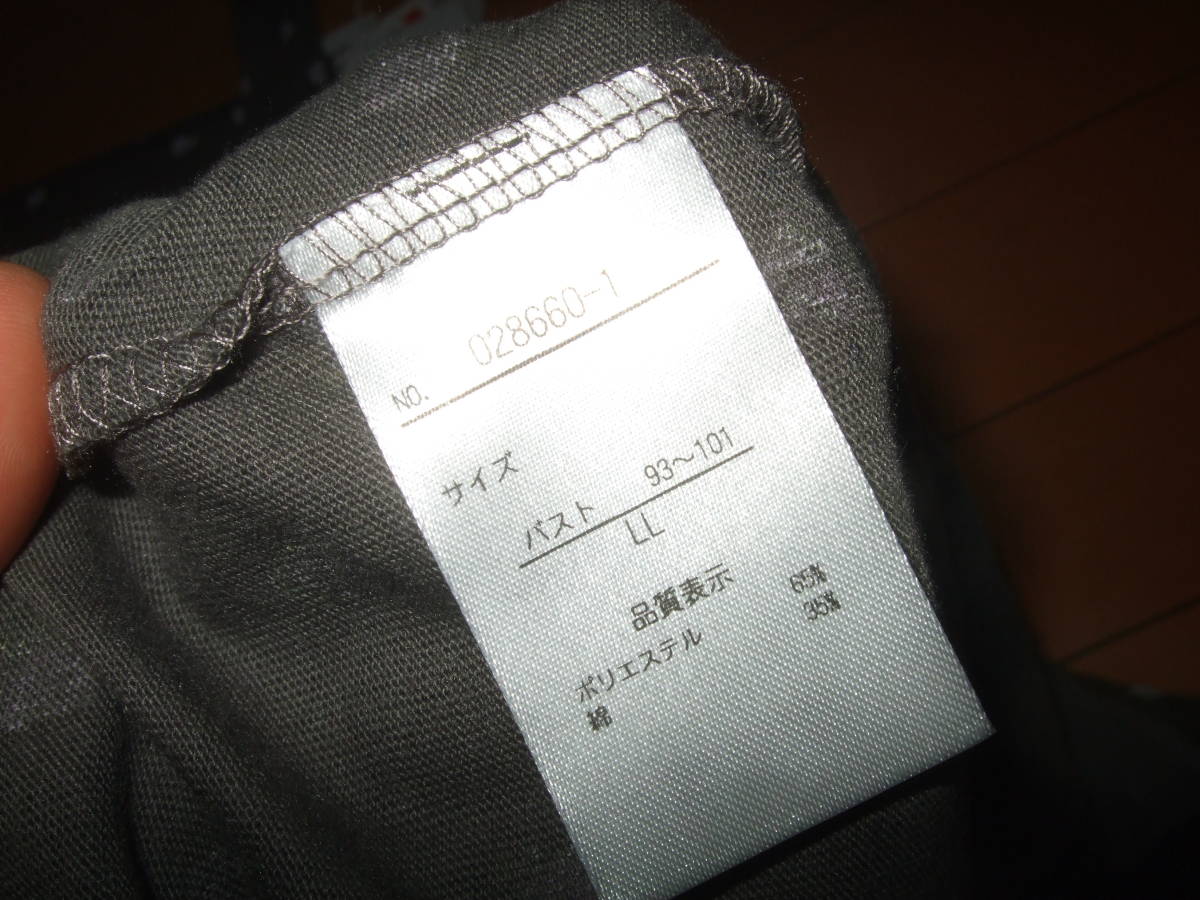 NO. 028660-1
サイズ
バスト 93〜101
LL
品質表示
ポリエステル 65%
綿 35%